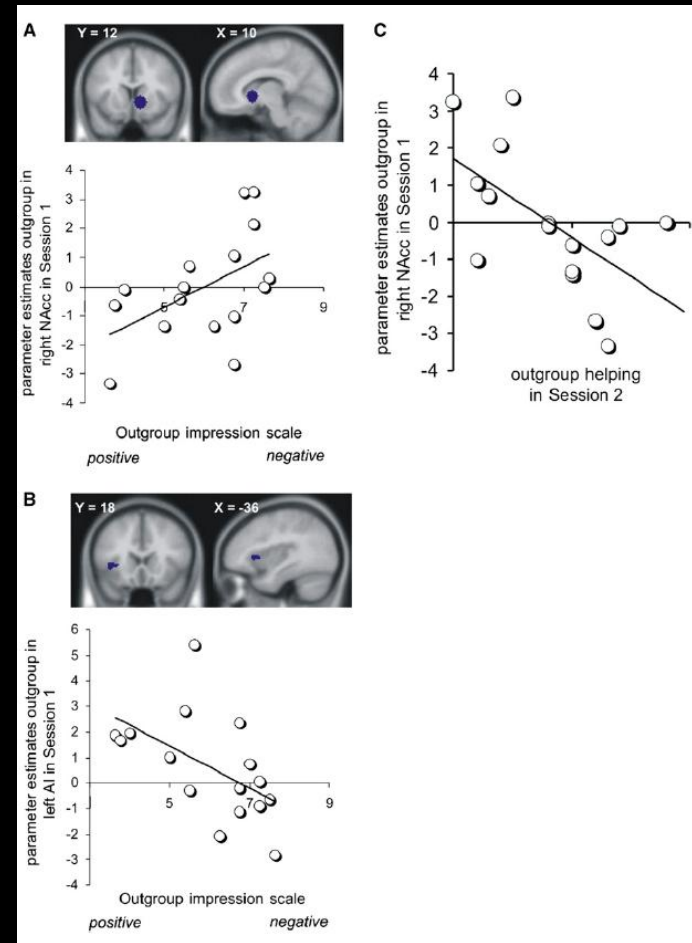 A
Y = 12
X = 10
parameter estimates outgroup in
right NAcc in Session 1
4
3
2
1
0
-1
-2
-3
-4
5
7
9
Outgroup impression scale
positive
negative
B
Y = 18
X = -36
parameter estimates outgroup in
left AI in Session 1
6
5
4
3
2
1
0
-1
-2
-3
-4
5
7
9
Outgroup impression scale
positive
negative
C
parameter estimates outgroup in
right NAcc in Session 1
4
3
2
1
0
-1
-2
-3
-4
outgroup helping
in Session 2